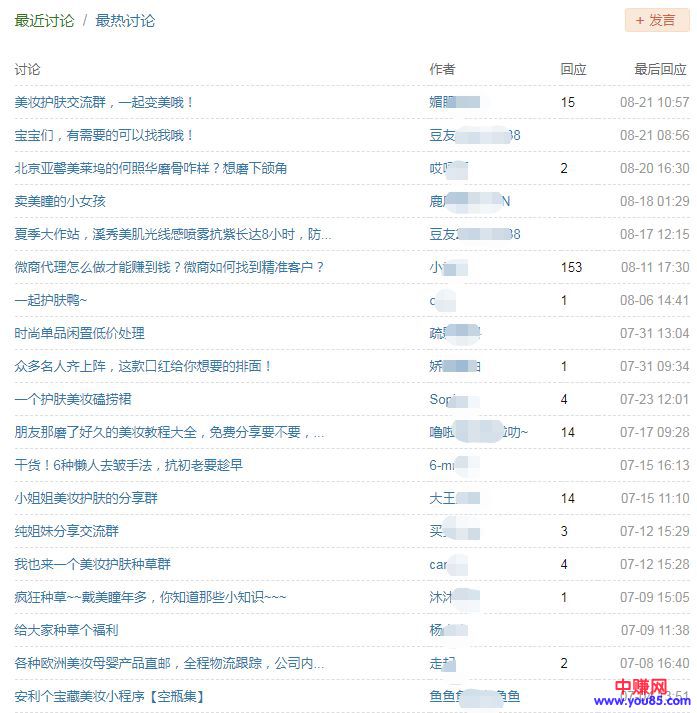 最近讨论 / 最热讨论 + 发言
讨论 作者 回应 最后回应
美妆护肤交流群，一起变美哦！ 媚 15 08-21 10:57
宝宝们，有需要的可以找我哦！ 豆友 38 08-21 08:56
北京亚馨美莱坞的何照华磨骨咋样？想磨下颌角 哎 2 08-20 16:30
卖美瞳的小女孩 鹿 N 08-18 01:29
夏季大作站，溪秀美肌光线感喷雾抗紫长达8小时，防... 豆友 38 08-17 12:15
微商代理怎么做才能赚到钱？微商如何找到精准客户？ 小 153 08-11 17:30
一起护肤鸭~ 1 08-06 14:41
时尚单品闲置低价处理 疏 07-31 13:04
众多名人齐上阵，这款口红给你想要的排面！ 娇 1 07-31 09:34
一个护肤美妆磕捞裙 Sop 4 07-23 12:01
朋友那磨了好久的美妆教程大全，免费分享要不要，... 噜啦 叻~ 14 07-17 09:28
干货！6种懒人去皱手法，抗初老要趁早 6-m 07-15 16:13
小姐姐美妆护肤的分享群 大王 14 07-15 11:10
纯姐妹分享交流群 买 3 07-12 15:29
我也来一个美妆护肤种草群 car 4 07-12 15:28
疯狂种草~~戴美瞳年多，你知道那些小知识~~~ 沐沐 1 07-09 15:05
给大家种草个福利 杨 07-09 11:38
各种欧洲美妆母婴产品直邮，全程物流跟踪，公司内... 走 2 07-08 16:40
安利个宝藏美妆小程序【空瓶集】 鱼鱼 鱼鱼 3:51
中赚网
www.you85.com